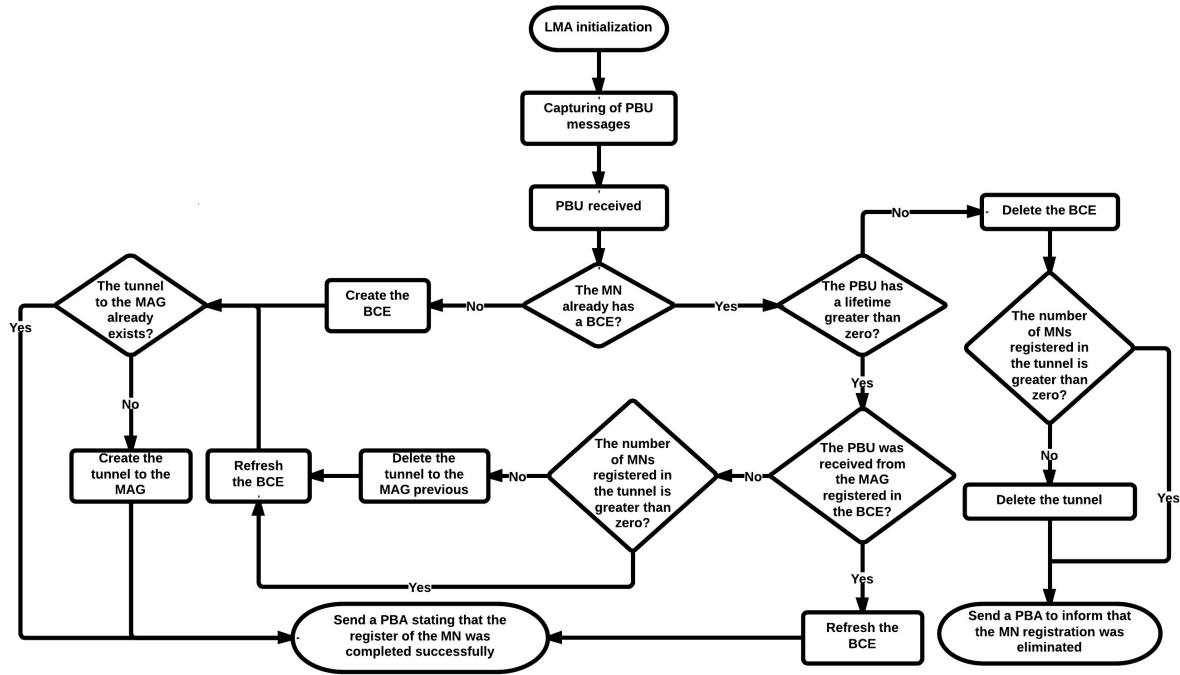 LMA initialization
Capturing of PBU
messages
PBU received
The MN
already has
a BCE?
No
Create the
BCE
The tunnel
to the MAG
already
exists?
Yes
No
Create the
tunnel to the
MAG
Yes
The PBU has
a lifetime
greater than
zero?
No
Delete the BCE
The number
of MNs
registered in
the tunnel is
greater than
zero?
No
Yes
Delete the tunnel
Send a PBA to inform that
the MN registration was
eliminated
Yes
The PBU was
received from
the MAG
registered in
the BCE?
No
The number
of MNs
registered in
the tunnel is
greater than
zero?
No
Delete the
tunnel to the
MAG previous
Refresh
the BCE
Yes
Yes
Refresh the
BCE
Send a PBA stating that the
register of the MN was
completed successfully